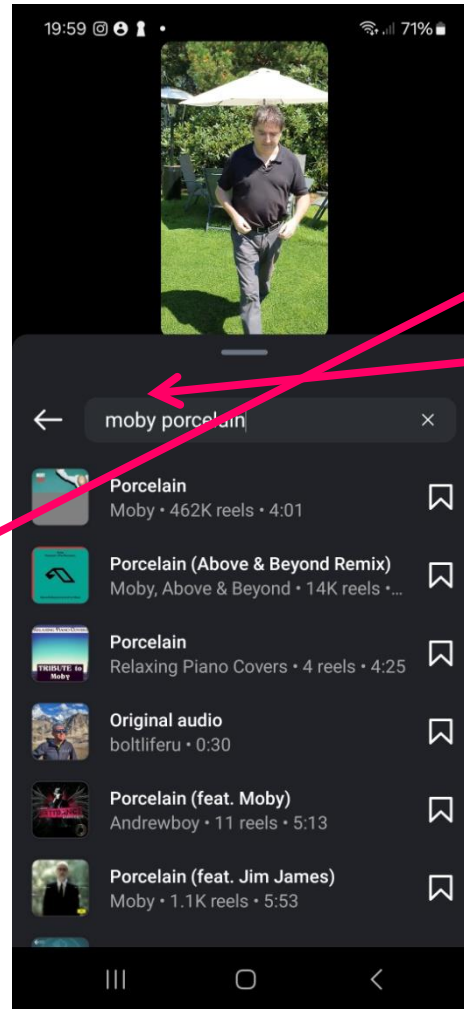 19:59
71%
moby porcelain
Porcelain
Moby • 462K reels • 4:01
Porcelain (Above & Beyond Remix)
Moby, Above & Beyond • 14K reels •...
Porcelain
Relaxing Piano Covers • 4 reels • 4:25
TRIBUTE to
Moby
Original audio
boltliferu • 0:30
Porcelain (feat. Moby)
Andrewboy • 11 reels • 5:13
Porcelain (feat. Jim James)
Moby • 1.1K reels • 5:53